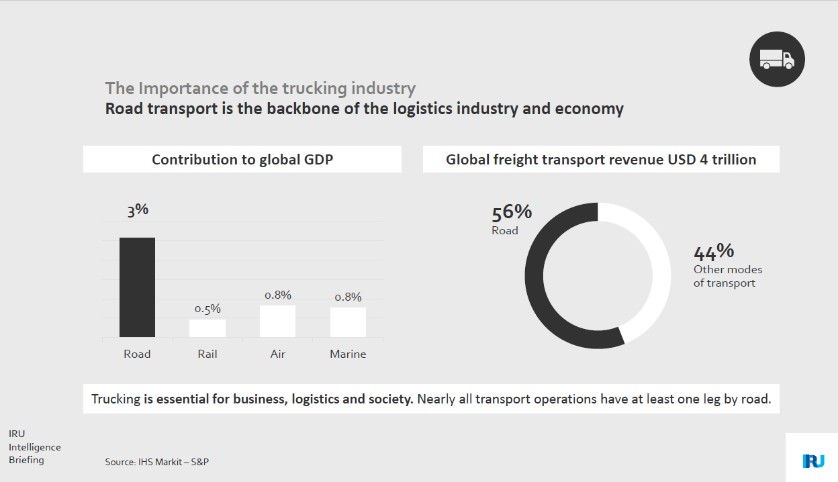 The Importance of the trucking industry
Road transport is the backbone of the logistics industry and economy
Contribution to global GDP
3%
0.5%
0.8%
0.8%
Road
Rail
Air
Marine
Global freight transport revenue USD 4 trillion
56%
Road
44%
Other modes
of transport
Trucking is essential for business, logistics and society. Nearly all transport operations have at least one leg by road.
IRU
Intelligence
Briefing
Source: IHS Markit – S&P
IRU